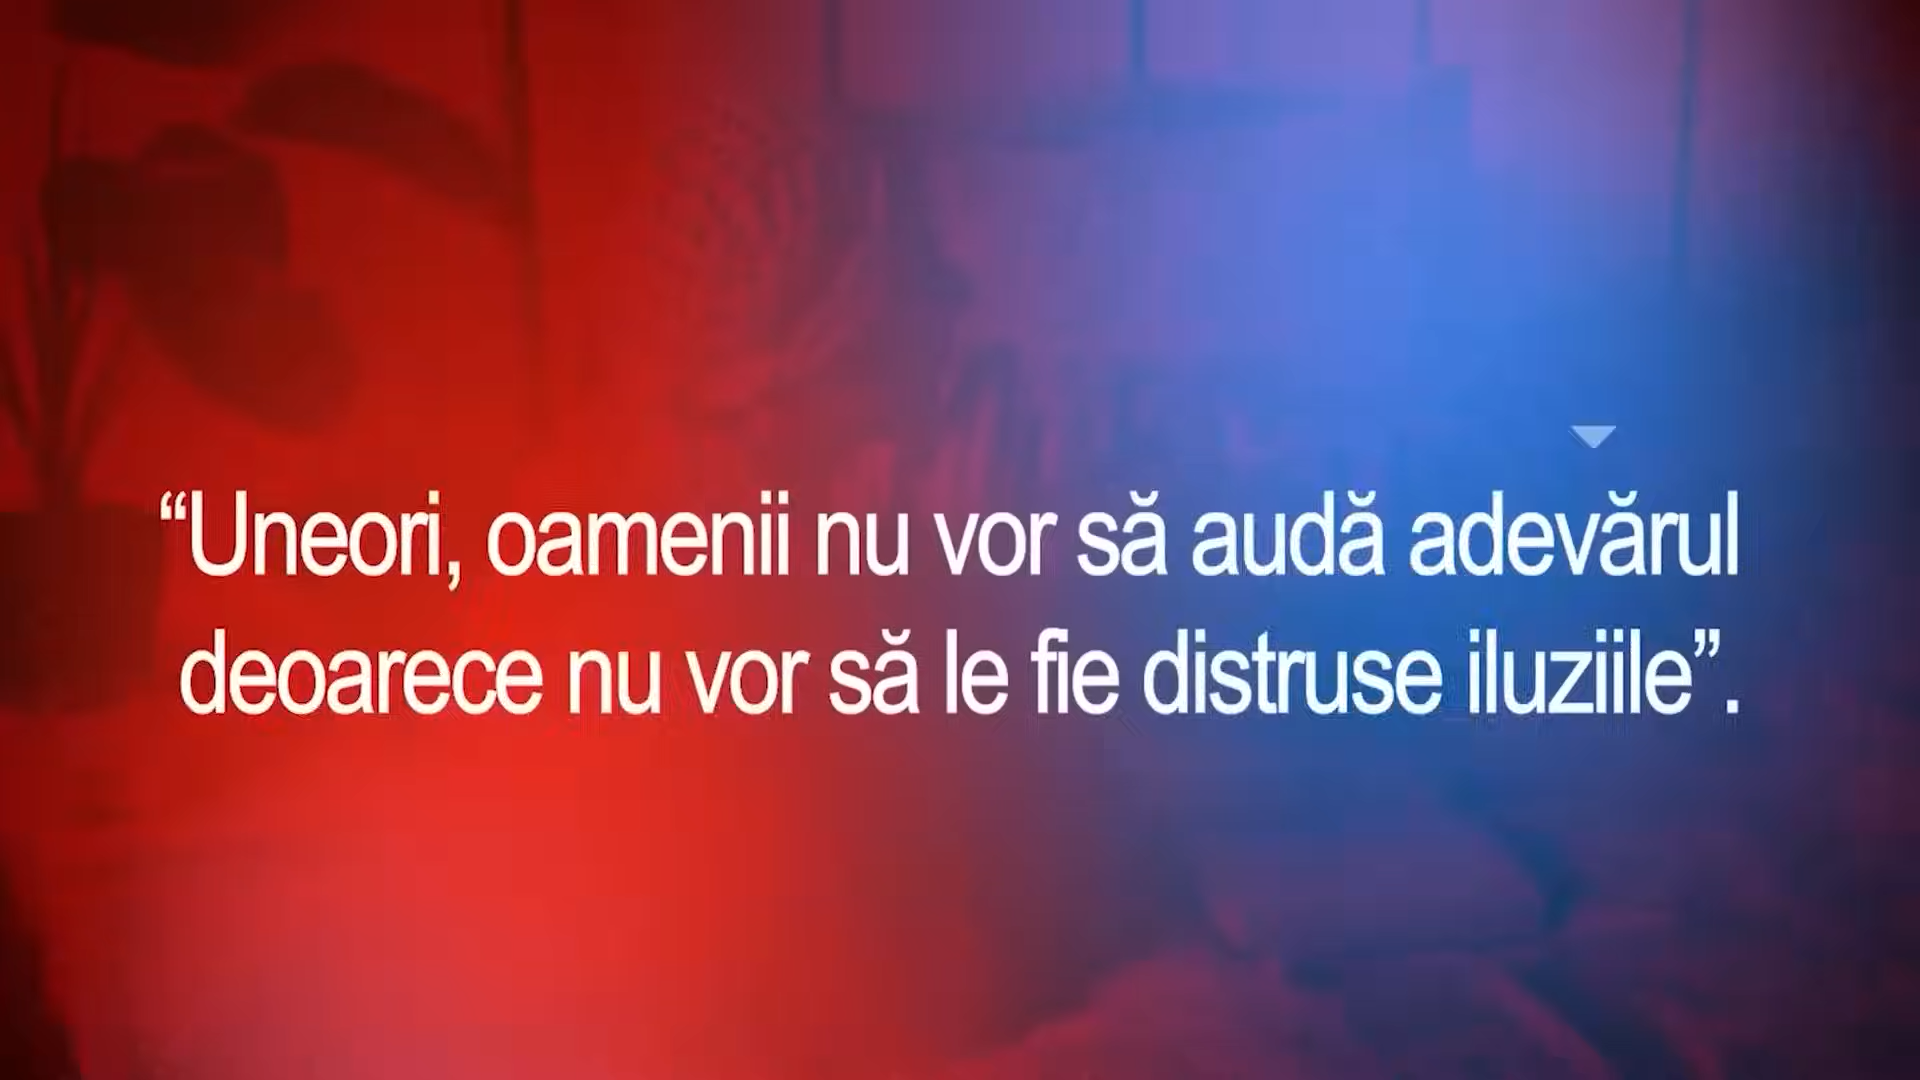 “Uneori, oamenii nu vor să audă adevărul
deoarece nu vor să le fie distruse iluziile”.